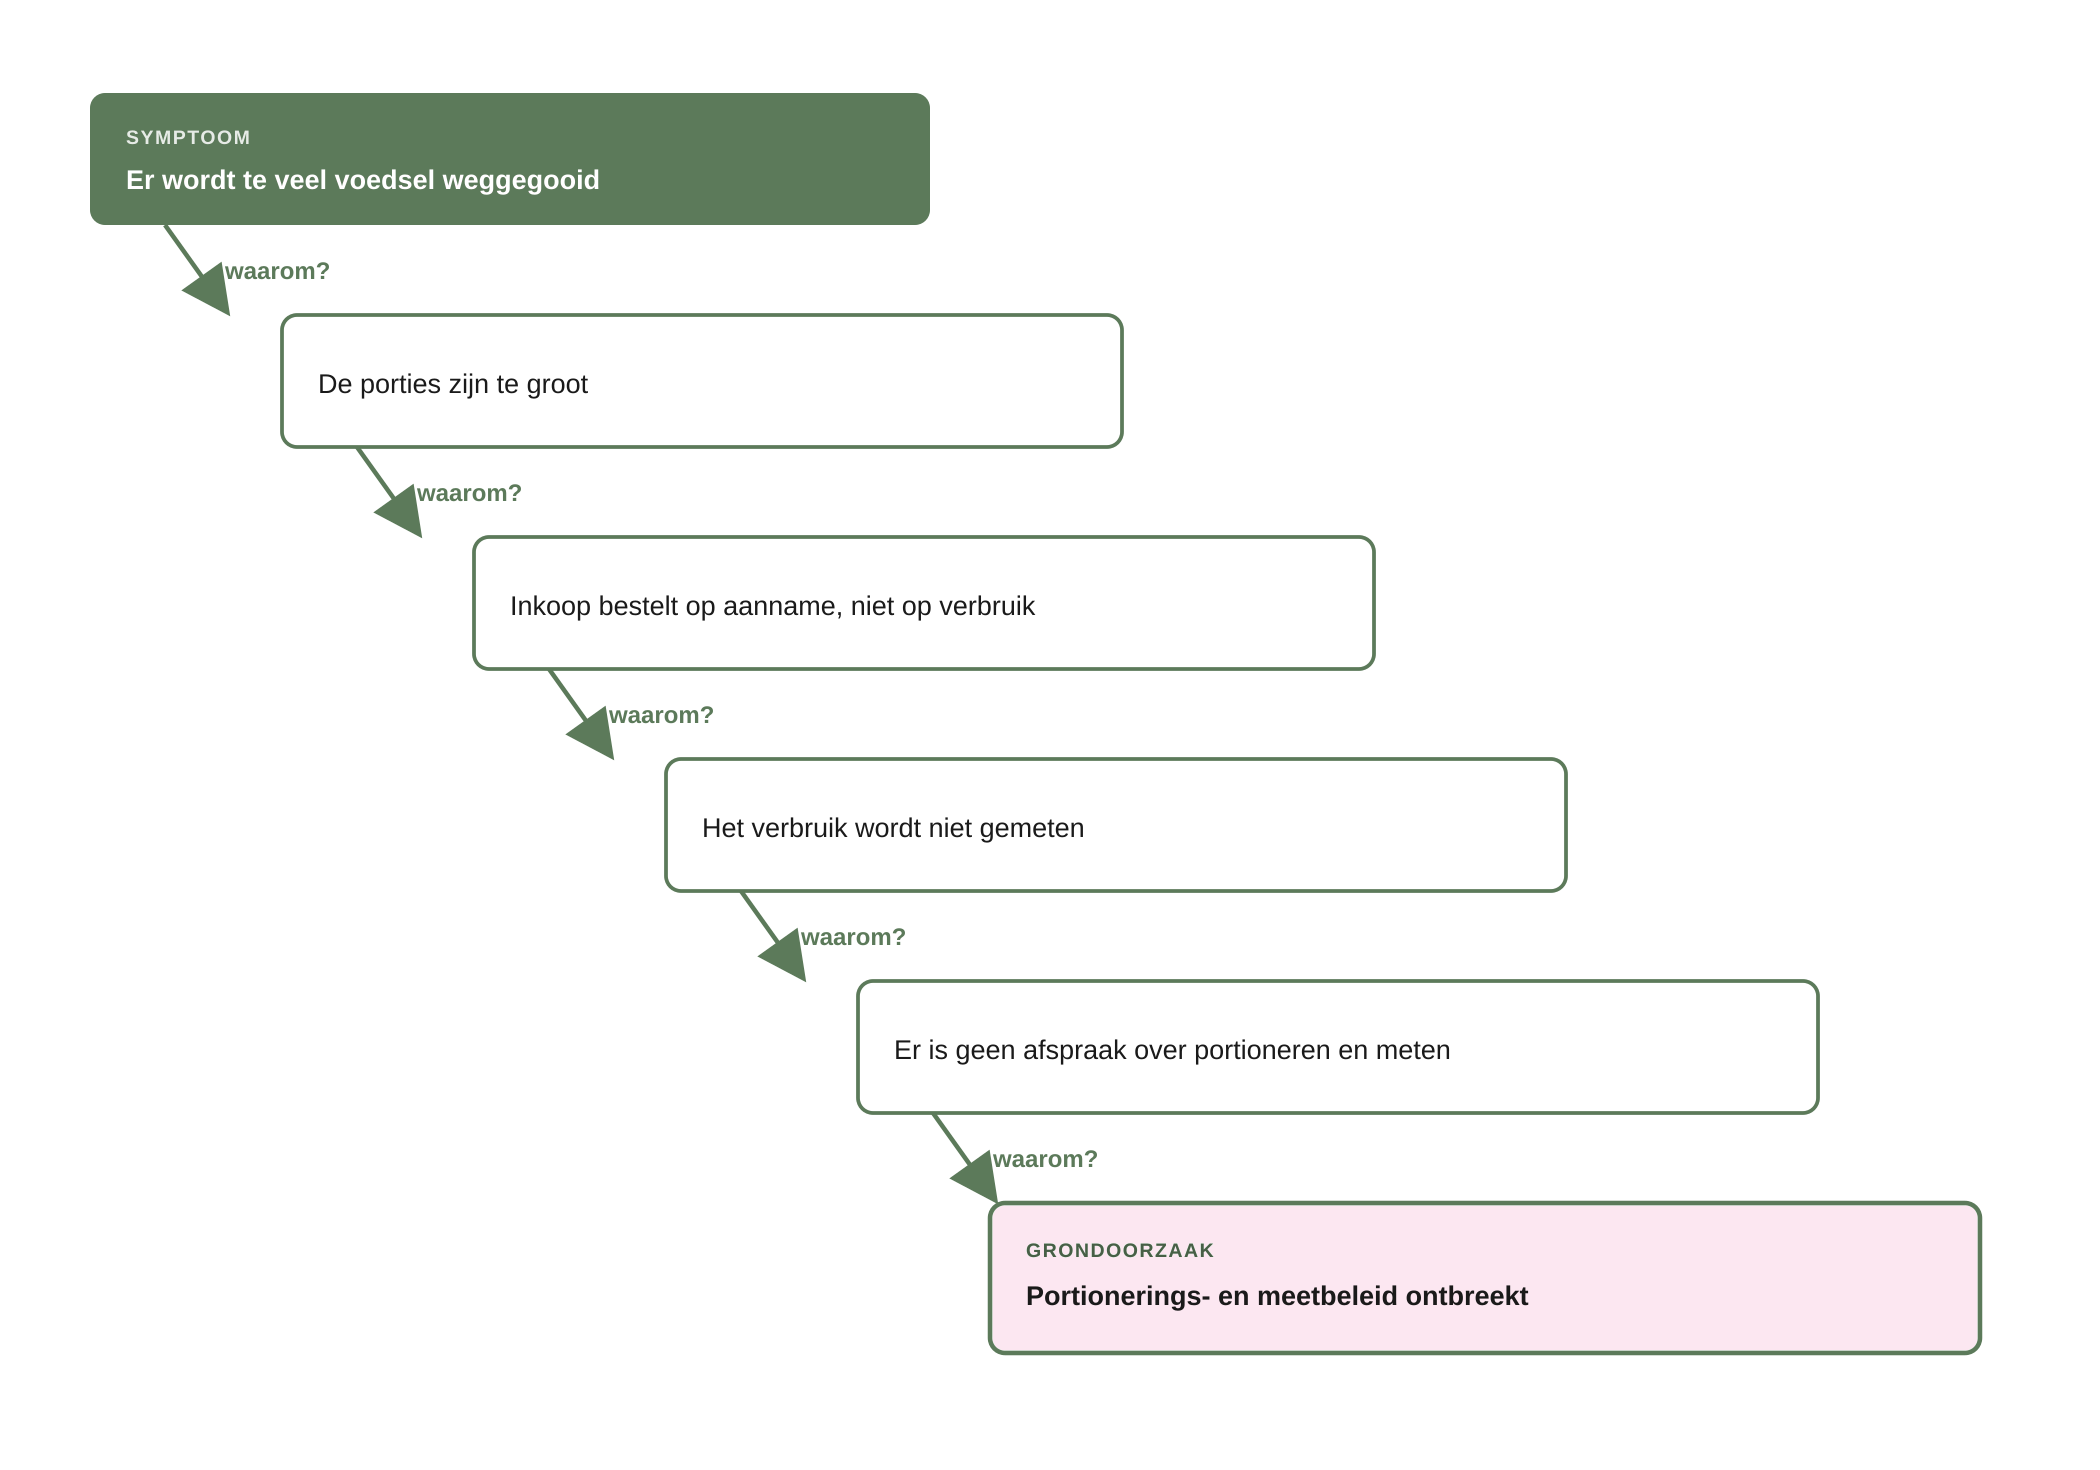 SYMPTOOM
Er wordt te veel voedsel weggegooid
waarom?
De porties zijn te groot
waarom?
Inkoop bestelt op aanname, niet op verbruik
waarom?
Het verbruik wordt niet gemeten
waarom?
Er is geen afspraak over portioneren en meten
waarom?
GRONDOORZAAK
Portionerings- en meetbeleid ontbreekt